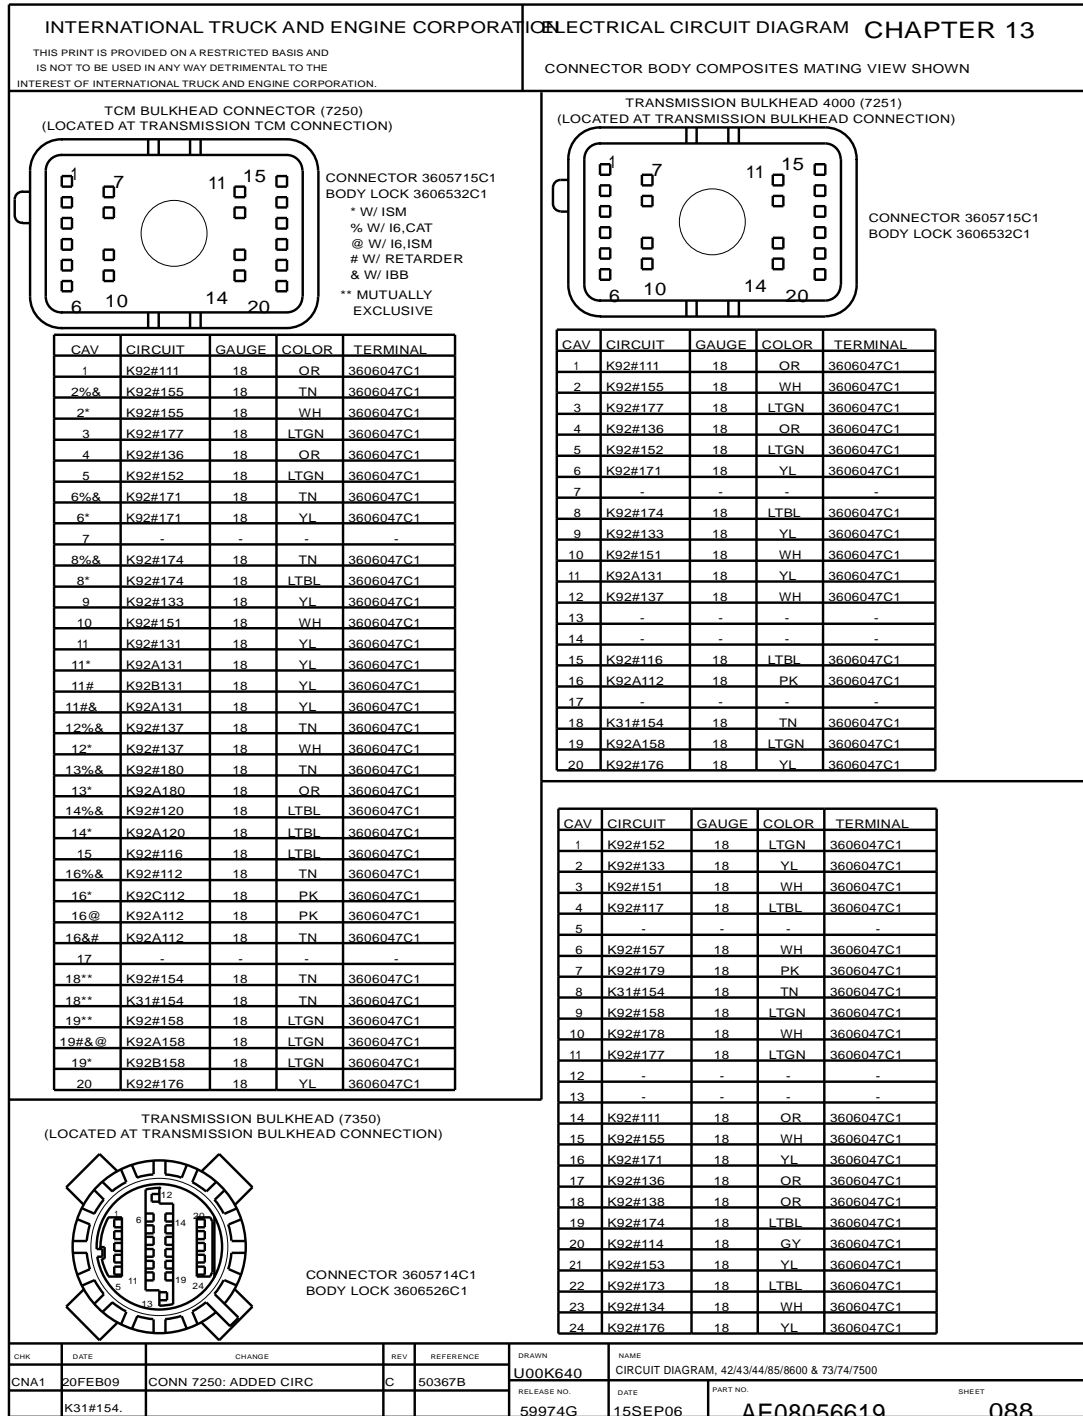 INTERNATIONAL TRUCK AND ENGINE CORPORATION
THIS PRINT IS PROVIDED ON A RESTRICTED BASIS AND
IS NOT TO BE USED IN ANY WAY DETRIMENTAL TO THE
INTEREST OF INTERNATIONAL TRUCK AND ENGINE CORPORATION.
ELECTRICAL CIRCUIT DIAGRAM CHAPTER 13
CONNECTOR BODY COMPOSITES MATING VIEW SHOWN
TCM BULKHEAD CONNECTOR (7250)
(LOCATED AT TRANSMISSION TCM CONNECTION)
1 7 11 15
6 10 14 20
CONNECTOR 3605715C1
BODY LOCK 3606532C1
* W/ ISM
% W/ I6,CAT
@ W/ I6,ISM
# W/ RETARDER
& W/ IBB
** MUTUALLY
EXCLUSIVE
CAV CIRCUIT GAUGE COLOR TERMINAL
1 K92#111 18 OR 3606047C1
2%& K92#155 18 TN 3606047C1
2* K92#155 18 WH 3606047C1
3 K92#177 18 LTGN 3606047C1
4 K92#136 18 OR 3606047C1
5 K92#152 18 LTGN 3606047C1
6%& K92#171 18 TN 3606047C1
6* K92#171 18 YL 3606047C1
7 - - - -
8%& K92#174 18 TN 3606047C1
8* K92#174 18 LTBL 3606047C1
9 K92#133 18 YL 3606047C1
10 K92#151 18 WH 3606047C1
11 K92#131 18 YL 3606047C1
11* K92A131 18 YL 3606047C1
11# K92B131 18 YL 3606047C1
11#& K92A131 18 YL 3606047C1
12%& K92#137 18 TN 3606047C1
12* K92#137 18 WH 3606047C1
13%& K92#180 18 TN 3606047C1
13* K92A180 18 OR 3606047C1
14%& K92#120 18 LTBL 3606047C1
14* K92A120 18 LTBL 3606047C1
15 K92#116 18 LTBL 3606047C1
16%& K92#112 18 TN 3606047C1
16* K92C112 18 PK 3606047C1
16@ K92A112 18 PK 3606047C1
16&# K92A112 18 TN 3606047C1
17 - - - -
18** K92#154 18 TN 3606047C1
18** K31#154 18 TN 3606047C1
19** K92#158 18 LTGN 3606047C1
19#&@ K92A158 18 LTGN 3606047C1
19* K92B158 18 LTGN 3606047C1
20 K92#176 18 YL 3606047C1
TRANSMISSION BULKHEAD 4000 (7251)
(LOCATED AT TRANSMISSION BULKHEAD CONNECTION)
1 7 11 15
6 10 14 20
CONNECTOR 3605715C1
BODY LOCK 3606532C1
CAV CIRCUIT GAUGE COLOR TERMINAL
1 K92#111 18 OR 3606047C1
2 K92#155 18 WH 3606047C1
3 K92#177 18 LTGN 3606047C1
4 K92#136 18 OR 3606047C1
5 K92#152 18 LTGN 3606047C1
6 K92#171 18 YL 3606047C1
7 - - - -
8 K92#174 18 LTBL 3606047C1
9 K92#133 18 YL 3606047C1
10 K92#151 18 WH 3606047C1
11 K92A131 18 YL 3606047C1
12 K92#137 18 WH 3606047C1
13 - - - -
14 - - - -
15 K92#116 18 LTBL 3606047C1
16 K92A112 18 PK 3606047C1
17 - - - -
18 K31#154 18 TN 3606047C1
19 K92A158 18 LTGN 3606047C1
20 K92#176 18 YL 3606047C1
TRANSMISSION BULKHEAD (7350)
(LOCATED AT TRANSMISSION BULKHEAD CONNECTION)
12
1 6 14 20
5 11 19 24
13
CONNECTOR 3605714C1
BODY LOCK 3606526C1
CAV CIRCUIT GAUGE COLOR TERMINAL
1 K92#152 18 LTGN 3606047C1
2 K92#133 18 YL 3606047C1
3 K92#151 18 WH 3606047C1
4 K92#117 18 LTBL 3606047C1
5 - - - -
6 K92#157 18 WH 3606047C1
7 K92#179 18 PK 3606047C1
8 K31#154 18 TN 3606047C1
9 K92#158 18 LTGN 3606047C1
10 K92#178 18 WH 3606047C1
11 K92#177 18 LTGN 3606047C1
12 - - - -
13 - - - -
14 K92#111 18 OR 3606047C1
15 K92#155 18 WH 3606047C1
16 K92#171 18 YL 3606047C1
17 K92#136 18 OR 3606047C1
18 K92#138 18 OR 3606047C1
19 K92#174 18 LTBL 3606047C1
20 K92#114 18 GY 3606047C1
21 K92#153 18 YL 3606047C1
22 K92#173 18 LTBL 3606047C1
23 K92#134 18 WH 3606047C1
24 K92#176 18 YL 3606047C1
CHK DATE CHANGE REV REFERENCE
CNA1 20FEB09 CONN 7250: ADDED CIRC C 50367B
K31#154.
DRAWN
U00K640
NAME
CIRCUIT DIAGRAM, 42/43/44/85/8600 & 73/74/7500
RELEASE NO. DATE PART NO. SHEET
59974G 15SEP06 AE08056619 088